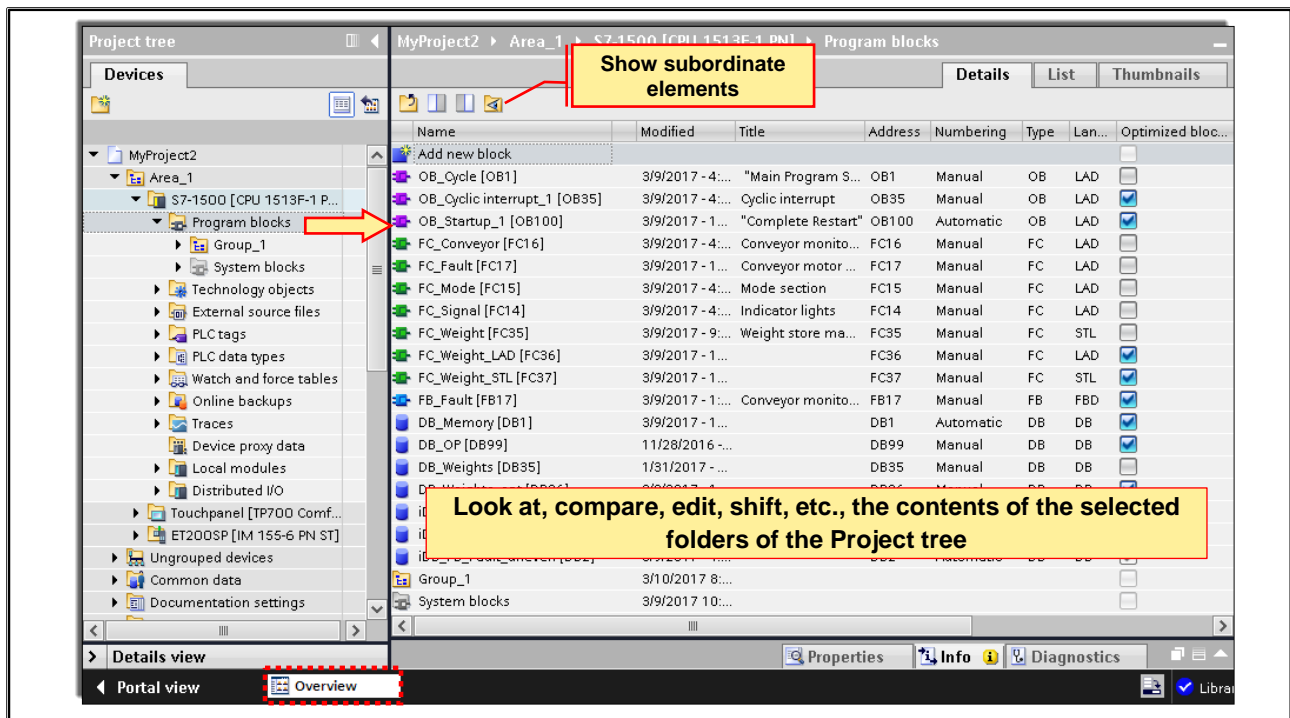 Project tree
MyProject2 ▸ Area_1 ▸ S7-1500 [CPU 1513F-1 PN] ▸ Program blocks
Devices
Show subordinate
elements
Details List Thumbnails
Name Modified Title Address Numbering Type Lan... Optimized bloc...
MyProject2
Area_1
S7-1500 [CPU 1513F-1 P...
Program blocks
Group_1
System blocks
Technology objects
External source files
PLC tags
PLC data types
Watch and force tables
Online backups
Traces
Device proxy data
Local modules
Distributed I/O
Touchpanel [TP700 Comf...
ET200SP [IM 155-6 PN ST]
Ungrouped devices
Common data
Documentation settings
Add new block
OB_Cycle [OB1] 3/9/2017 - 4:... "Main Program S... OB1 Manual OB LAD
OB_Cyclic interrupt_1 [OB35] 3/9/2017 - 4:... Cyclic interrupt OB35 Manual OB LAD
OB_Startup_1 [OB100] 3/9/2017 - 1... "Complete Restart" OB100 Automatic OB LAD
FC_Conveyor [FC16] 3/9/2017 - 4:... Conveyor monito... FC16 Manual FC LAD
FC_Fault [FC17] 3/9/2017 - 1... Conveyor motor ... FC17 Manual FC LAD
FC_Mode [FC15] 3/9/2017 - 4:... Mode section FC15 Manual FC LAD
FC_Signal [FC14] 3/9/2017 - 4:... Indicator lights FC14 Manual FC LAD
FC_Weight [FC35] 3/9/2017 - 9:... Weight store ma... FC35 Manual FC STL
FC_Weight_LAD [FC36] 3/9/2017 - 1... FC36 Manual FC LAD
FC_Weight_STL [FC37] 3/9/2017 - 1... FC37 Manual FC STL
FB_Fault [FB17] 3/9/2017 - 1:... Conveyor monito... FB17 Manual FB FBD
DB_Memory [DB1] 3/9/2017 - 1... DB1 Automatic DB DB
DB_OP [DB99] 11/28/2016 -... DB99 Manual DB DB
DB_Weights [DB35] 1/31/2017 - ... DB35 Manual DB DB
Look at, compare, edit, shift, etc., the contents of the selected
folders of the Project tree
Group_1 3/10/2017 8:...
System blocks 3/9/2017 10:...
Details view
Properties Info Diagnostics
Portal view Overview Librar